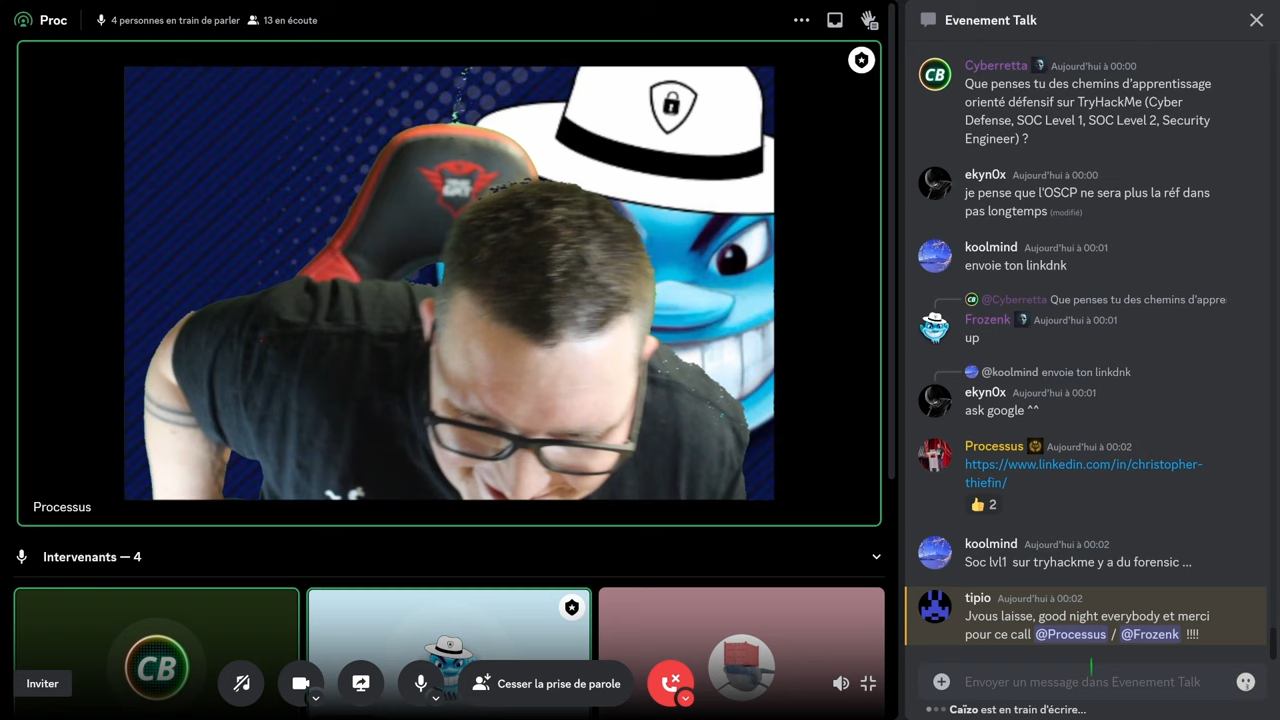 Proc
4 personnes en train de parler
13 en écoute
Processus
Intervenants — 4
CB
Inviter
Cesser la prise de parole
Evenement Talk
CB
Cyberretta Aujourd'hui à 00:00
Que penses tu des chemins d'apprentissage
orienté défensif sur TryHackMe (Cyber
Defense, SOC Level 1, SOC Level 2, Security
Engineer) ?
ekyn0x Aujourd'hui à 00:00
je pense que l'OSCP ne sera plus la réf dans
pas longtemps (modifié)
koolmind Aujourd'hui à 00:01
envoie ton linkdnk
CB @Cyberretta Que penses tu des chemins d'appre
Frozenk Aujourd'hui à 00:01
up
@koolmind envoie ton linkdnk
ekyn0x Aujourd'hui à 00:01
ask google ^^
Processus Aujourd'hui à 00:02
https://www.linkedin.com/in/christopher-
thiefin/
2
koolmind Aujourd'hui à 00:02
Soc lvl1 sur tryhackme y a du forensic ...
tipio Aujourd'hui à 00:02
Jvous laisse, good night everybody et merci
pour ce call @Processus / @Frozenk !!!!
Envoyer un message dans Evenement Talk
Caïzo est en train d'écrire...